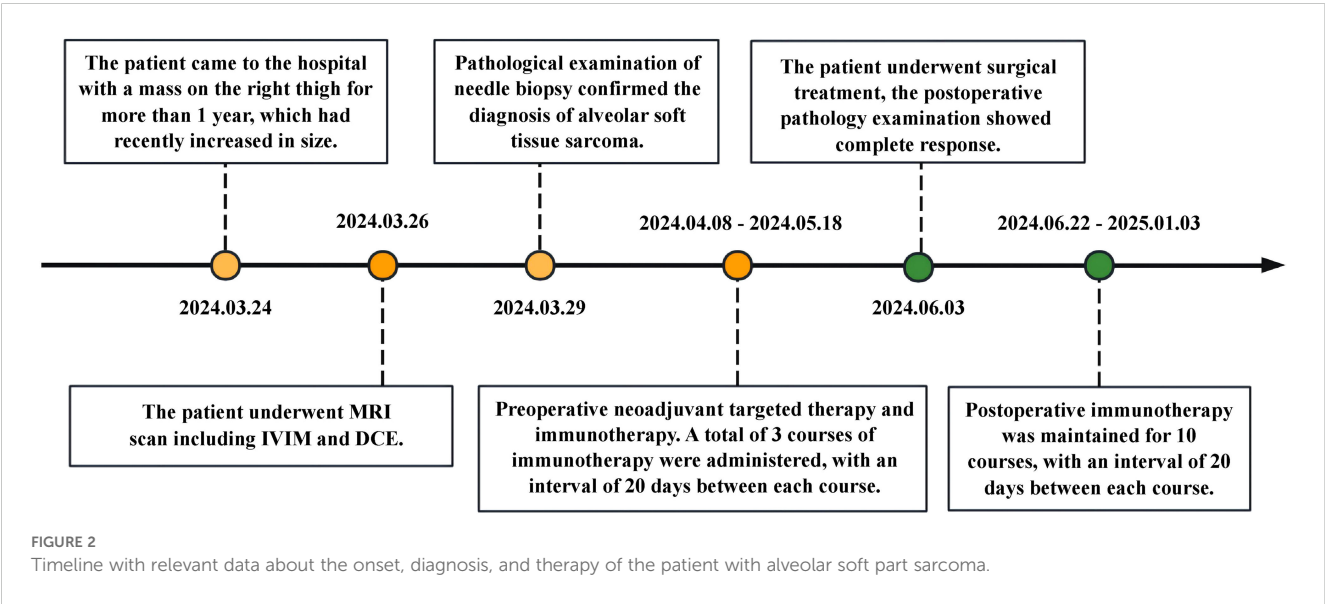 The patient came to the hospital
with a mass on the right thigh for
more than 1 year, which had
recently increased in size.
Pathological examination of
needle biopsy confirmed the
diagnosis of alveolar soft
tissue sarcoma.
The patient underwent surgical
treatment, the postoperative
pathology examination showed
complete response.
2024.03.26
2024.04.08 - 2024.05.18
2024.06.22 - 2025.01.03
2024.03.24
2024.03.29
2024.06.03
The patient underwent MRI
scan including IVIM and DCE.
Preoperative neoadjuvant targeted therapy and
immunotherapy. A total of 3 courses of
immunotherapy were administered, with an
interval of 20 days between each course.
Postoperative immunotherapy
was maintained for 10
courses, with an interval of 20
days between each course.
FIGURE 2
Timeline with relevant data about the onset, diagnosis, and therapy of the patient with alveolar soft part sarcoma.